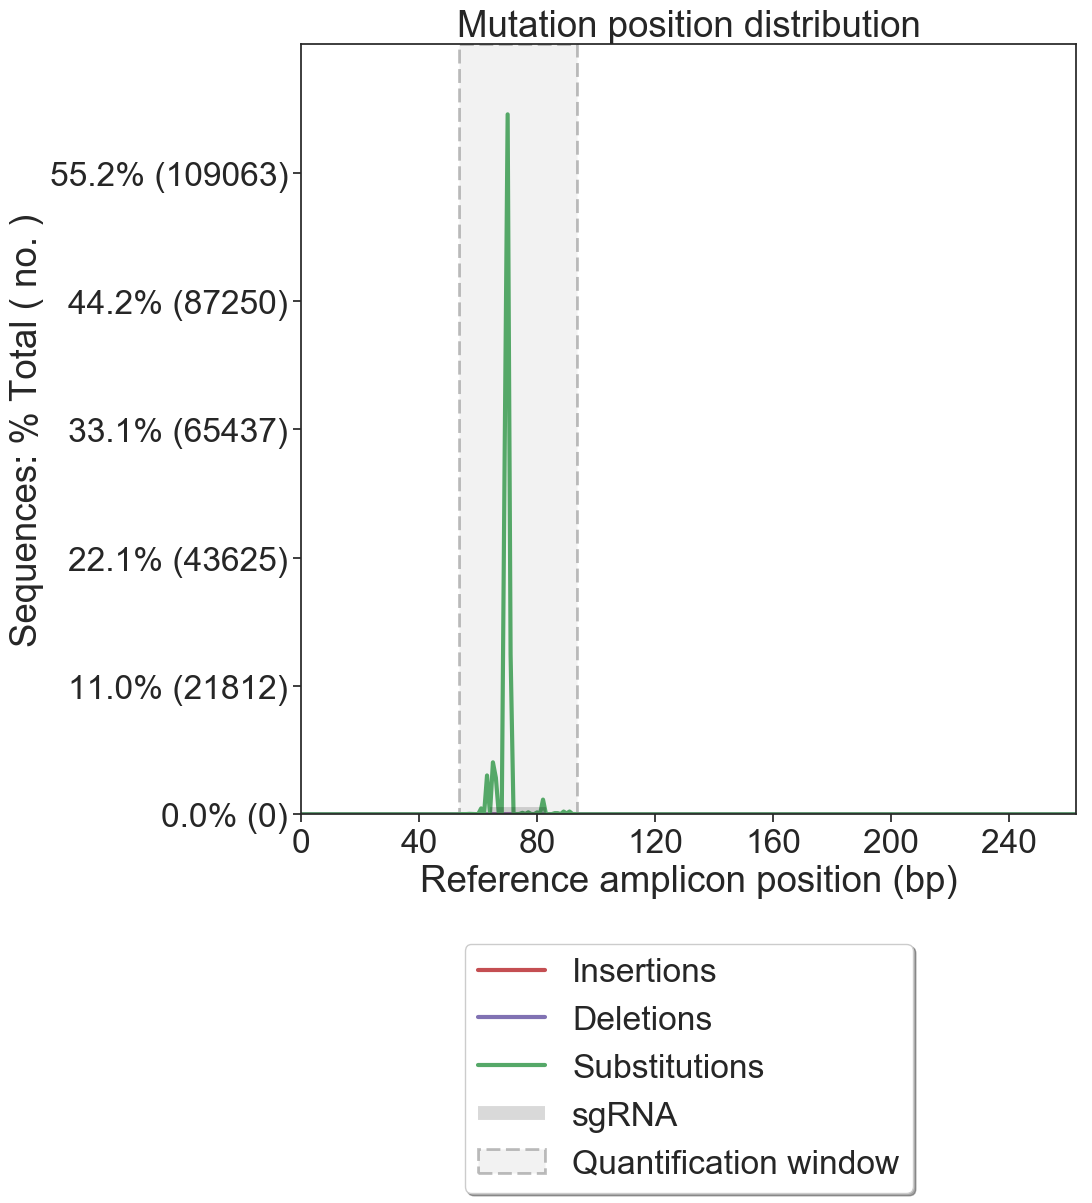 Mutation position distribution
Sequences: % Total ( no. )
55.2% (109063)
44.2% (87250)
33.1% (65437)
22.1% (43625)
11.0% (21812)
0.0% (0)
0 40 80 120 160 200 240
Reference amplicon position (bp)
Insertions
Deletions
Substitutions
sgRNA
Quantification window